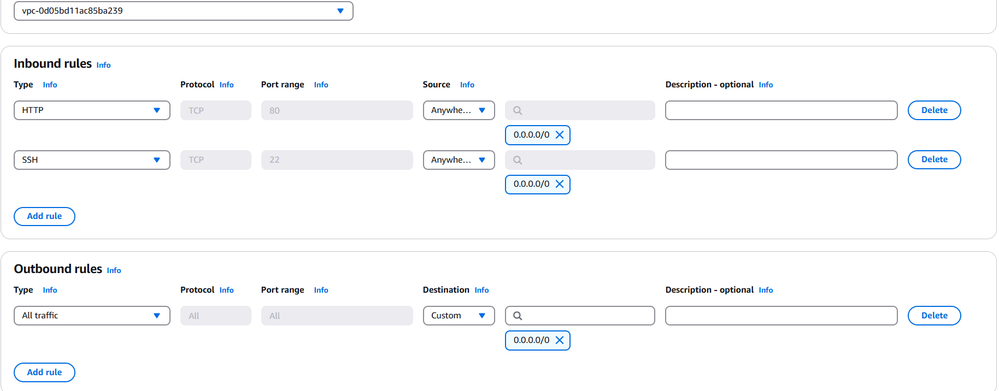 vpc-0d05bd11ac85ba239
Inbound rules Info
Type Info Protocol Info Port range Info Source Info Description - optional Info
HTTP TCP 80 Anywhe... Delete
0.0.0.0/0
SSH TCP 22 Anywhe... Delete
0.0.0.0/0
Add rule
Outbound rules Info
Type Info Protocol Info Port range Info Destination Info Description - optional Info
All traffic All All Custom Delete
0.0.0.0/0
Add rule